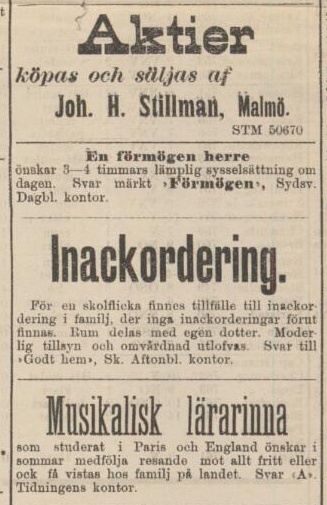 Aktier
köpas och säljas af
Joh. H. Stillman, Malmö.
STM 50670
En förmögen herre
önskar 3—4 timmars lämplig sysselsättning om
dagen. Svar märkt »Förmögen», Sydsv.
Dagbl. kontor.
Inackordering.
För en skolflicka finnes tillfälle till inackor-
dering i familj, der inga inackorderingar förut
finnas. Rum delas med egen dotter. Moder-
lig tillsyn och omvårdnad utlofvas. Svar till
»Godt hem», Sk. Aftonbl. kontor.
Musikalisk lärarinna
som studerat i Paris och England önskar i
sommar medfölja resande mot allt fritt eller
ock få vistas hos familj på landet. Svar »A».
Tidningens kontor.